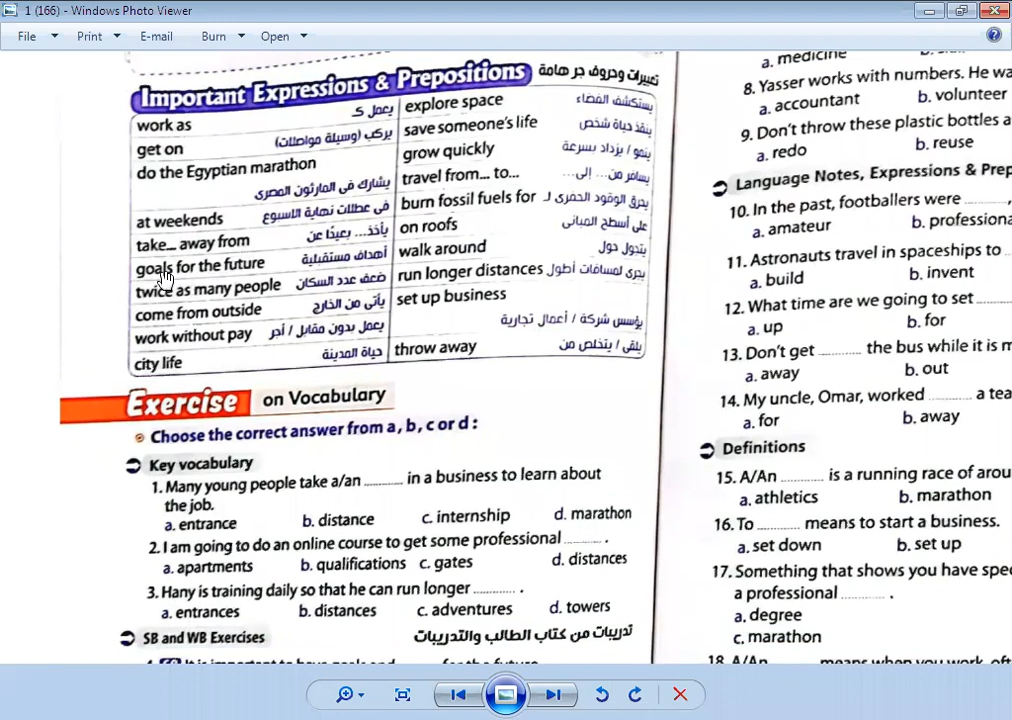 1 (166) - Windows Photo Viewer
File Print E-mail Burn Open
Important Expressions & Prepositions تعبيرات وحروف جر هامة
work as يعمل كـ
get on يركب (وسيلة مواصلات)
do the Egyptian marathon
يشارك فى المارثون المصرى
at weekends فى عطلات نهاية الأسبوع
take... away from يأخذ... بعيدًا عن
goals for the future أهداف مستقبلية
twice as many people ضعف عدد السكان
come from outside يأتى من الخارج
work without pay يعمل بدون مقابل / أجر
city life حياة المدينة
explore space يستكشف الفضاء
save someone's life ينقذ حياة شخص
grow quickly ينمو / يزداد بسرعة
travel from... to... يسافر من... إلى...
burn fossil fuels for يحرق الوقود الحفرى لـ
on roofs على أسطح المبانى
walk around يتجول حول
run longer distances يجرى لمسافات أطول
set up business
يؤسس شركة / أعمال تجارية
throw away يلقى / يتخلص من
Exercise on Vocabulary
Choose the correct answer from a, b, c or d :
Key vocabulary
1. Many young people take a/an .......... in a business to learn about
the job.
a. entrance b. distance c. internship d. marathon
2. I am going to do an online course to get some professional .......... .
a. apartments b. qualifications c. gates d. distances
3. Hany is training daily so that he can run longer .......... .
a. entrances b. distances c. adventures d. towers
SB and WB Exercises تدريبات من كتاب الطالب والتدريبات
a. medicine
8. Yasser works with numbers. He wa
a. accountant b. volunteer
9. Don't throw these plastic bottles a
a. redo b. reuse
Language Notes, Expressions & Prep
10. In the past, footballers were .......... ,
a. amateur b. professiona
11. Astronauts travel in spaceships to
a. build b. invent
12. What time are we going to set ..........
a. up b. for
13. Don't get .......... the bus while it is m
a. away b. out
14. My uncle, Omar, worked .......... a tea
a. for b. away
Definitions
15. A/An .......... is a running race of arou
a. athletics b. marathon
16. To .......... means to start a business.
a. set down b. set up
17. Something that shows you have spec
a professional .......... .
a. degree
c. marathon